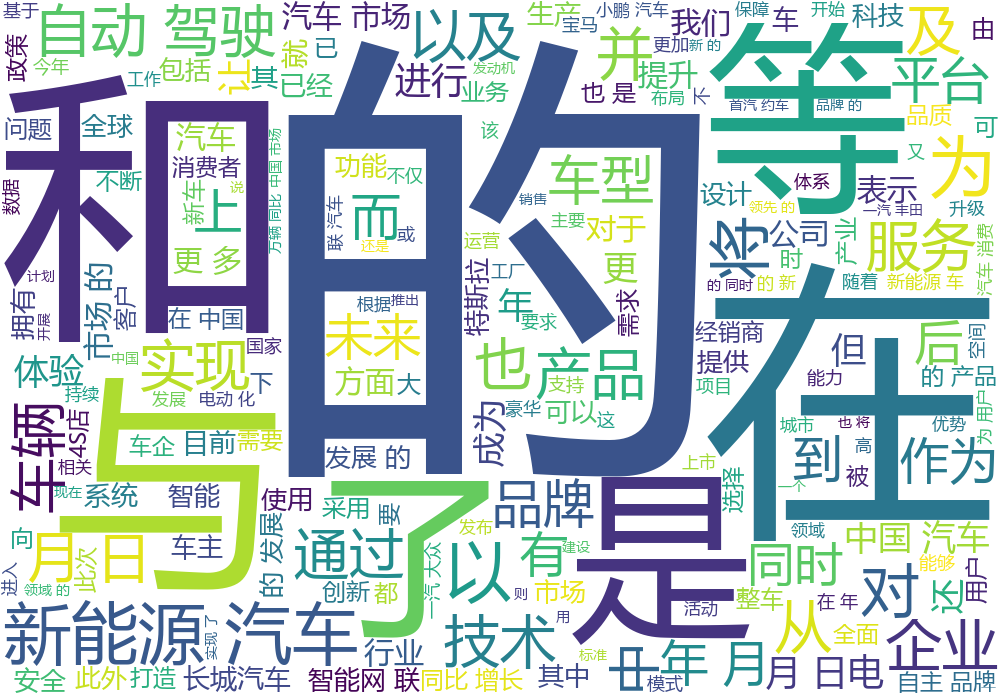 基于
自动 驾驶
汽车 市场
以及
生产
宝马
小鹏 汽车
我们
保障
车
开始
科技
及
由
政策
今年
工作
包括
让
其
就
已
已经
进行
发动机
业务
也 是
并
提升
更加
新 的
布局
长
等
平台
首汽 约车
品牌 的
品质
可
和
的
问题
全球
汽车
消费者
万辆 同比
中国 市场
功能
不仅
该
车型
为
又
数据
不断
新车
上
说
联 汽车
而
或
销售
主要
对于
设计
体系
表示
领先 的
一汽 丰田
升级
更 多
还是
运营
工厂
更
将
公司
时
产业
服务
汽车 消费
拥有
开展
计划
客户
市场 的
在 中国
根据
推出
特斯拉
年
要求
需求
的 同时
的 新
随着
新能源 车
在
未来
经销商
提供
但
后
空间
体验
中国
实现
国家
方面
大
也
产品
支持
项目
能力
的 产品
为 用户
持续
发展
电动 化
下
成为
豪华
可以
这
城市
也 将
优势
车辆
4S店
与
车企
目前
需要
发展 的
到
高
被
作为
相关
现在
系统
智能
使用
了
采用
要
品牌
是
上市
选择
一个
领域
向
月 日
此次
车主
的 发展
通过
以
发布
有
建设
同时
中国 汽车
能够
用户
进入
领域 的
新能源 汽车
实现 了
创新
都
一汽 大众
则
市场
用
活动
整车
从
在 年
对
还
全面
企业
行业
技术
标准
安全
此外
打造
长城汽车
智能网 联
同比 增长
其中
廿
模式
年 月
月 日
电
自主 品牌